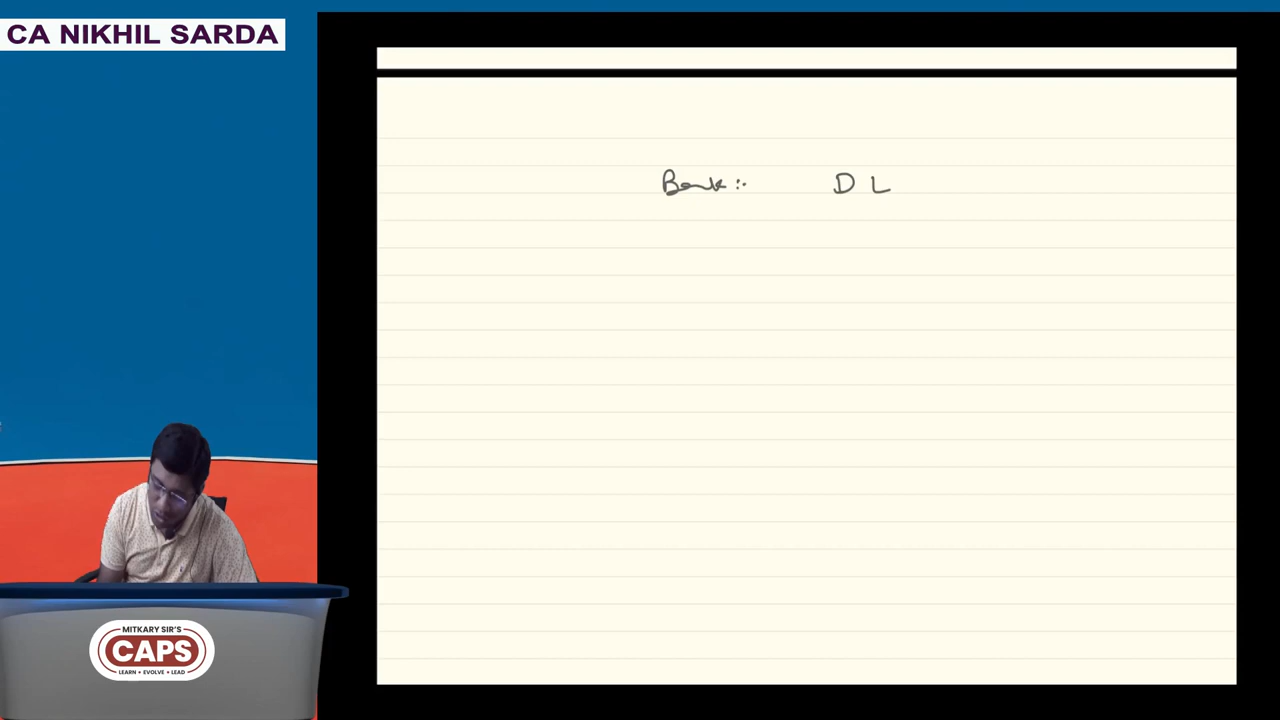 CA NIKHIL SARDA
Bank :- D L
MITKARY SIR'S
CAPS
LEARN • EVOLVE • LEAD